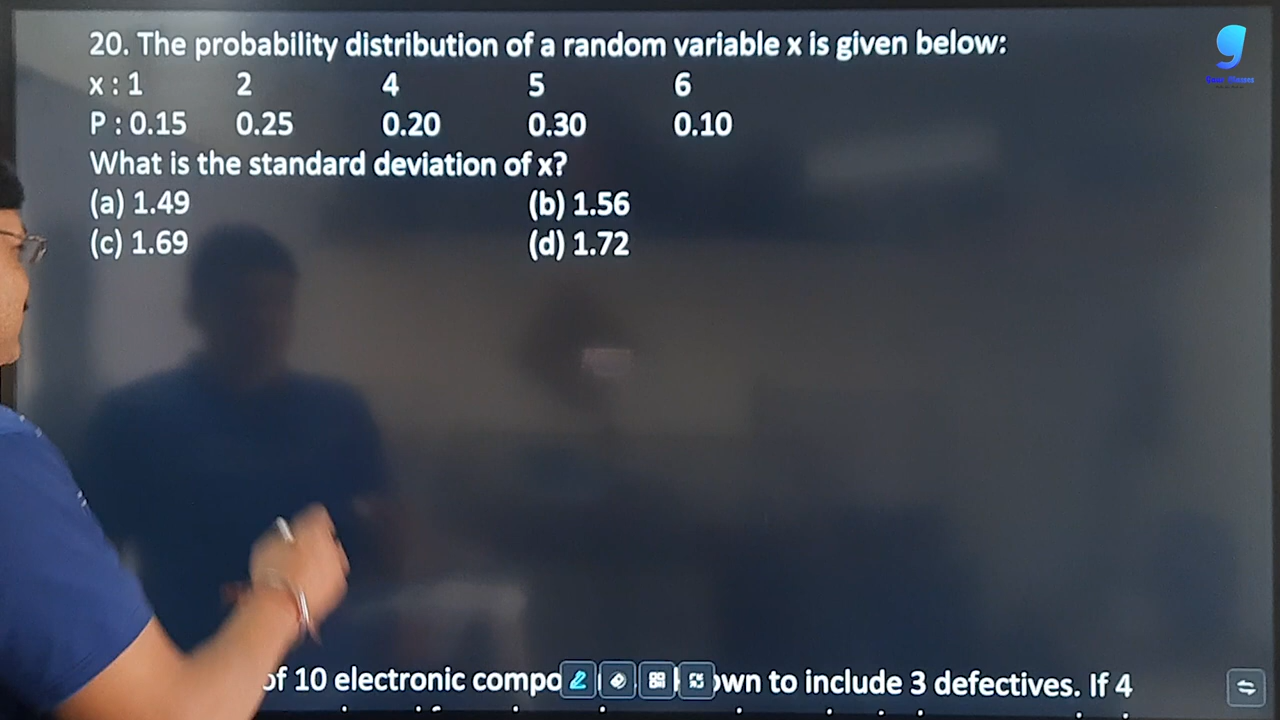 20. The probability distribution of a random variable x is given below:
x : 1 2 4 5 6
P : 0.15 0.25 0.20 0.30 0.10
What is the standard deviation of x?
(a) 1.49 (b) 1.56
(c) 1.69 (d) 1.72
of 10 electronic compo own to include 3 defectives. If 4